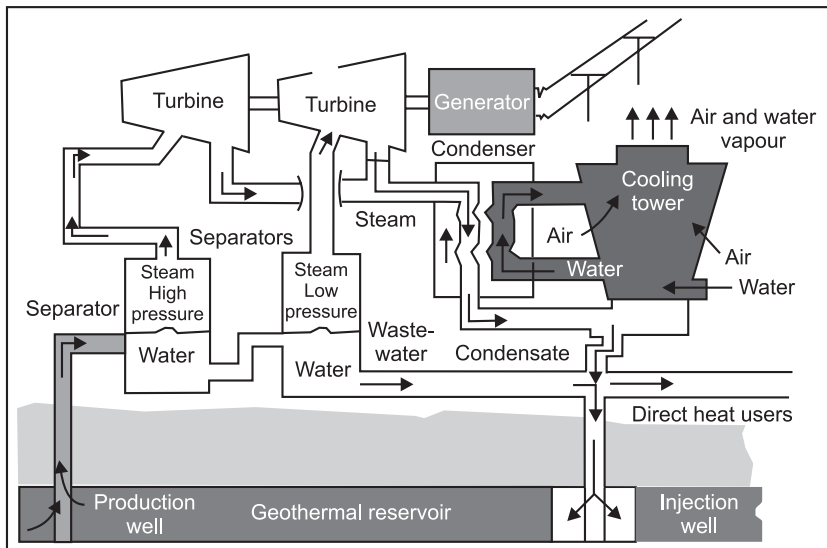 Turbine
Turbine
Generator
Air and water
vapour
Condenser
Cooling
tower
Separators
Steam
Air
Air
Steam
High
pressure
Steam
Low
pressure
Water
Water
Separator
Water
Waste-
water
Condensate
Water
Direct heat users
Production
well
Geothermal reservoir
Injection
well